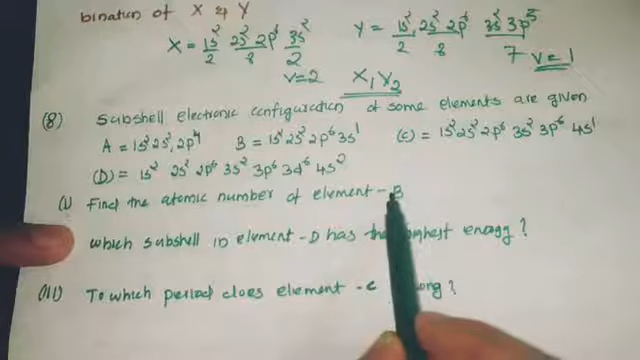 bination of X & Y
X = 1s² 2s² 2p⁶ 3s² Y = 1s², 2s² 2p⁶ 3s² 3p⁵
2 8 2 2 8 7 v=1
v=2 X₁Y₂
(8) Subshell electronic configuration of some elements are given
A = 1s² 2s², 2p⁴ B = 1s² 2s² 2p⁶ 3s¹ (C) = 1s² 2s² 2p⁶ 3s² 3p⁶ 4s¹
(D) = 1s² 2s² 2p⁶ 3s² 3p⁶ 3d⁶ 4s²
(i) Find the atomic number of element - B
which subshell in element - D has the highest energy ?
(iii) To which period does element - c ?